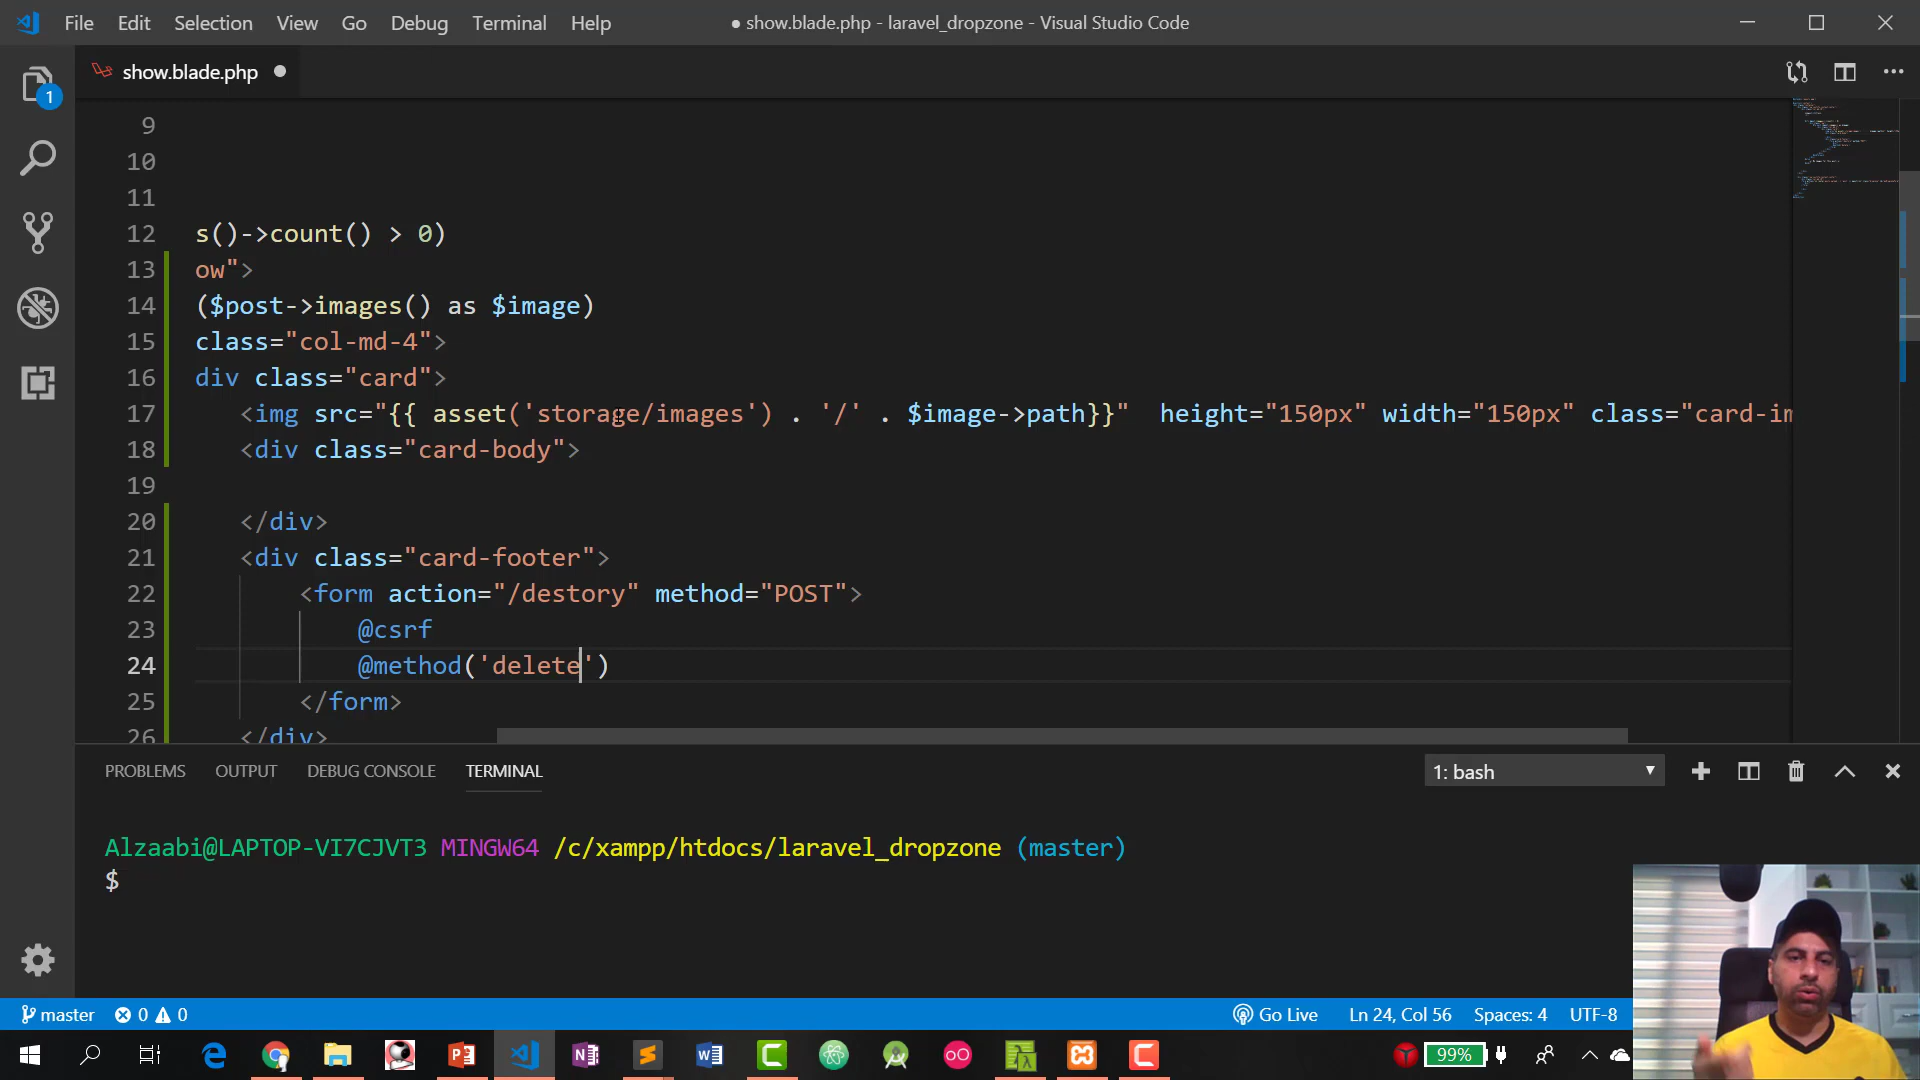 File Edit Selection View Go Debug Terminal Help
● show.blade.php - laravel_dropzone - Visual Studio Code
show.blade.php
1
9
10
11
12 s()->count() > 0)
13 ow">
14 ($post->images() as $image)
15 class="col-md-4">
16 div class="card">
17 <img src="{{ asset('storage/images') . '/' . $image->path}}"  height="150px" width="150px" class="card-im
18 <div class="card-body">
19
20 </div>
21 <div class="card-footer">
22 <form action="/destory" method="POST">
23 @csrf
24 @method('delete')
25 </form>
26 </div>
PROBLEMS OUTPUT DEBUG CONSOLE TERMINAL
1: bash
Alzaabi@LAPTOP-VI7CJVT3 MINGW64 /c/xampp/htdocs/laravel_dropzone (master)
$
master 0 0
Go Live Ln 24, Col 56 Spaces: 4 UTF-8
99%